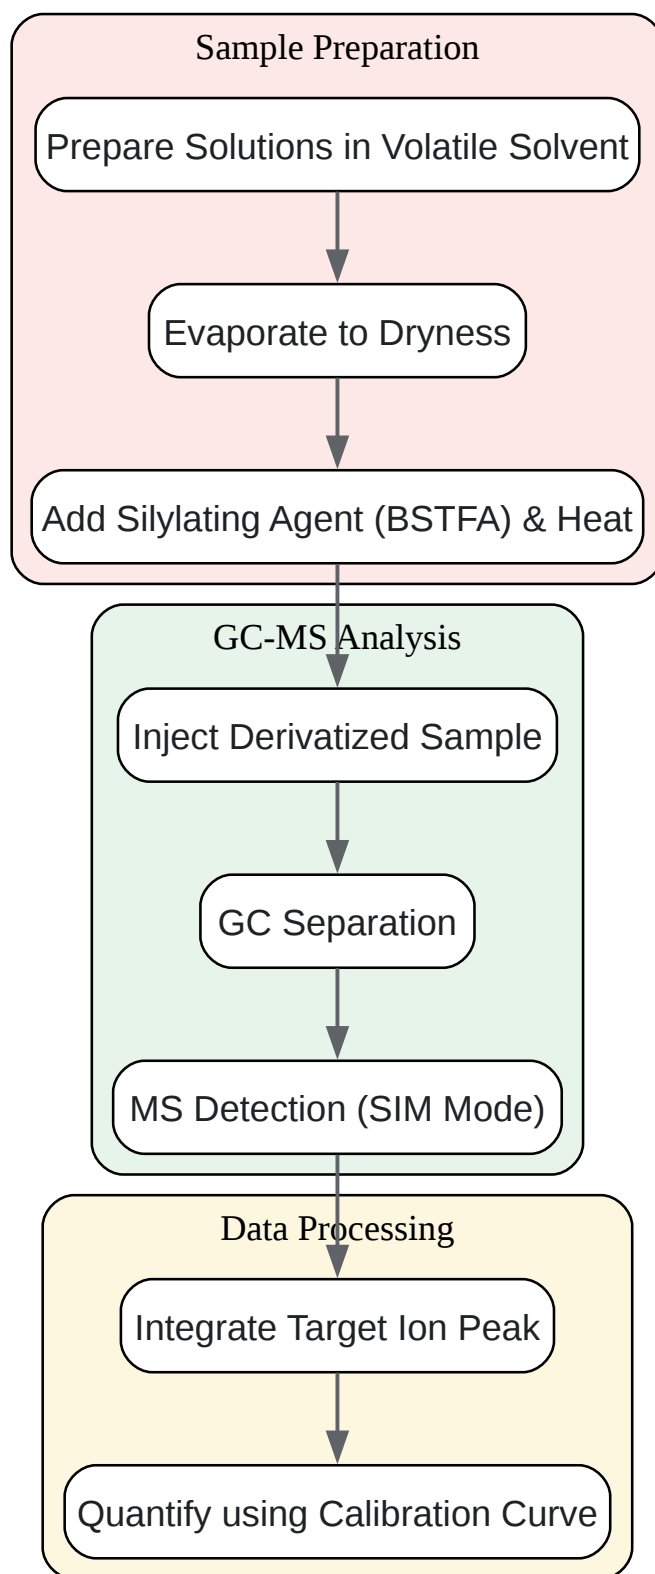 Sample Preparation
Prepare Solutions in Volatile Solvent
Evaporate to Dryness
Add Silylating Agent (BSTFA) & Heat
GC-MS Analysis
Inject Derivatized Sample
GC Separation
MS Detection (SIM Mode)
Data Processing
Integrate Target Ion Peak
Quantify using Calibration Curve